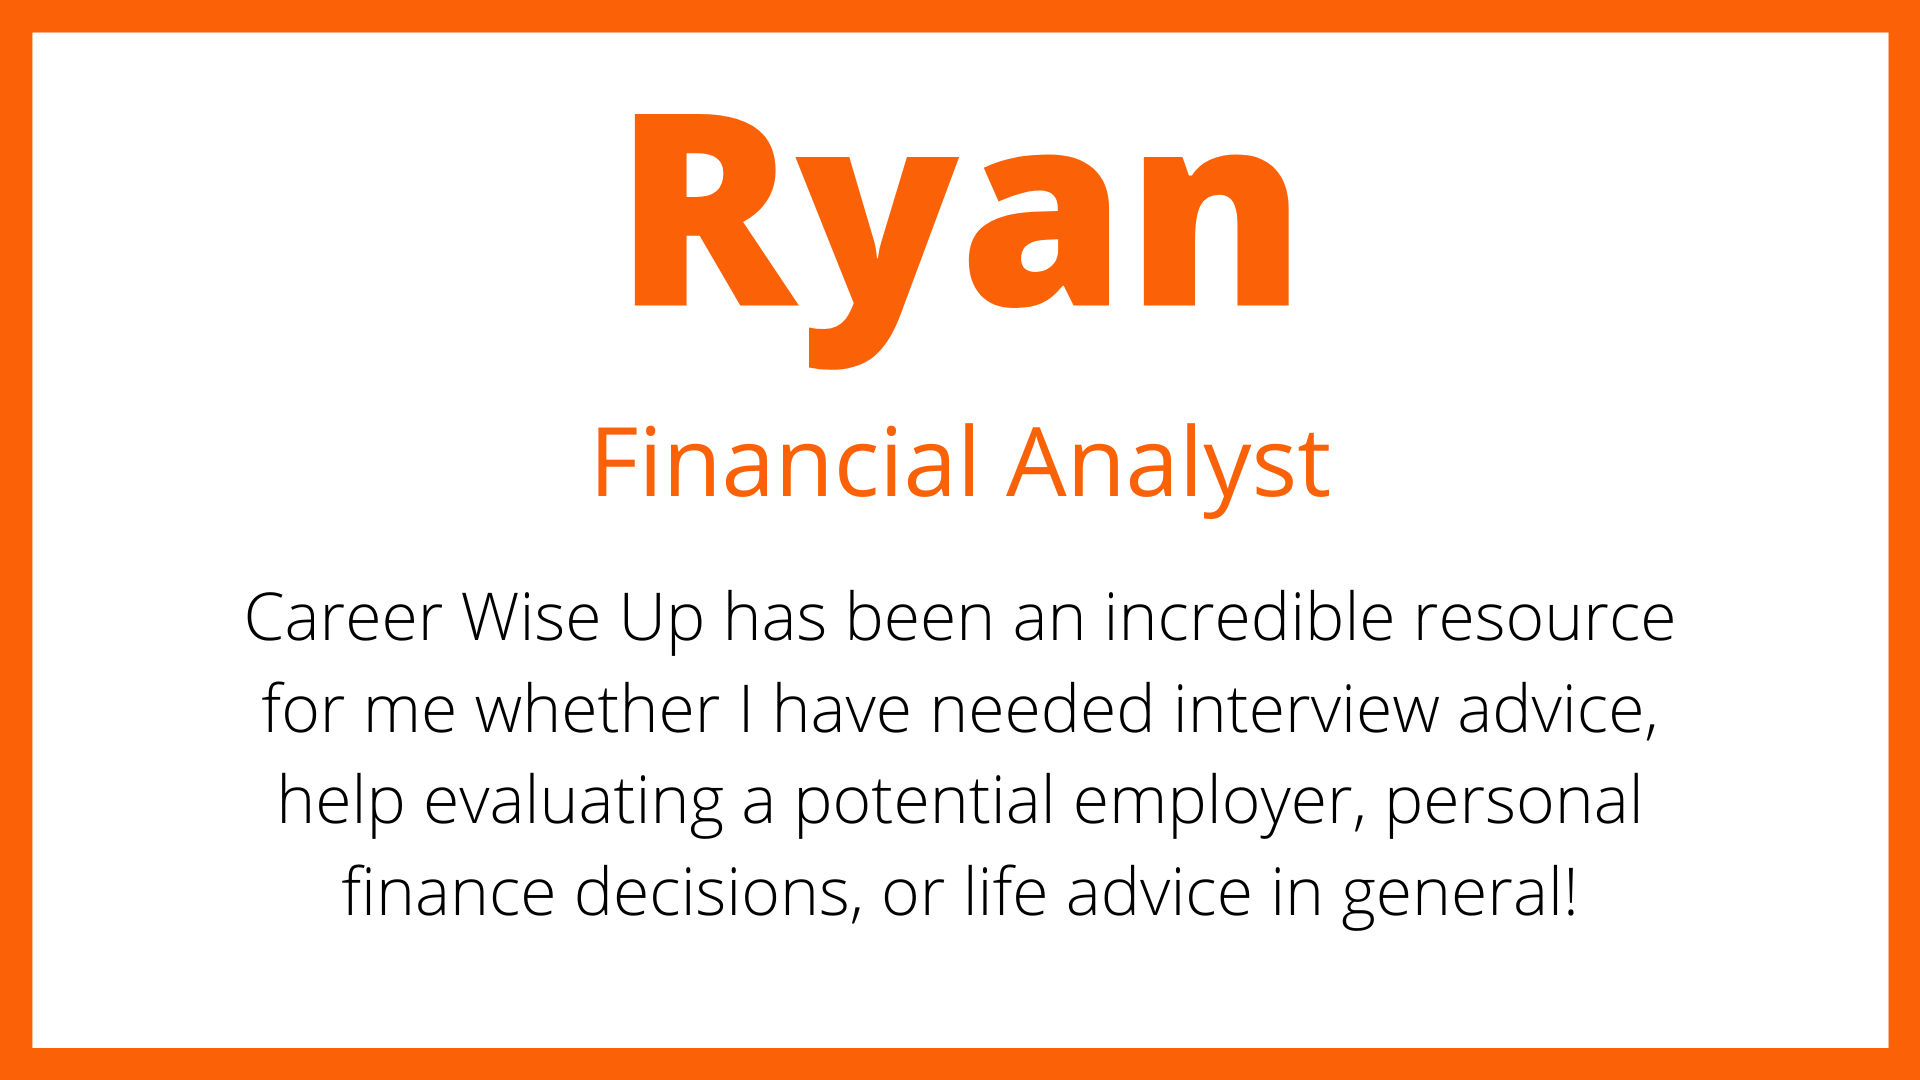 Ryan
Financial Analyst
Career Wise Up has been an incredible resource
for me whether I have needed interview advice,
help evaluating a potential employer, personal
finance decisions, or life advice in general!